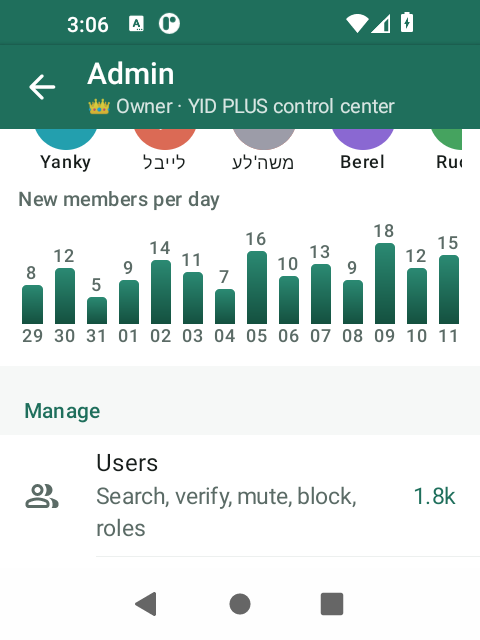 3:06
Admin
👑 Owner · YID PLUS control center
Yanky
לייבל
משה'לע
Berel
New members per day
8 12 5 9 14 11 7 16 10 13 9 18 12 15
29 30 31 01 02 03 04 05 06 07 08 09 10 11
Manage
Users
Search, verify, mute, block,
roles
1.8k